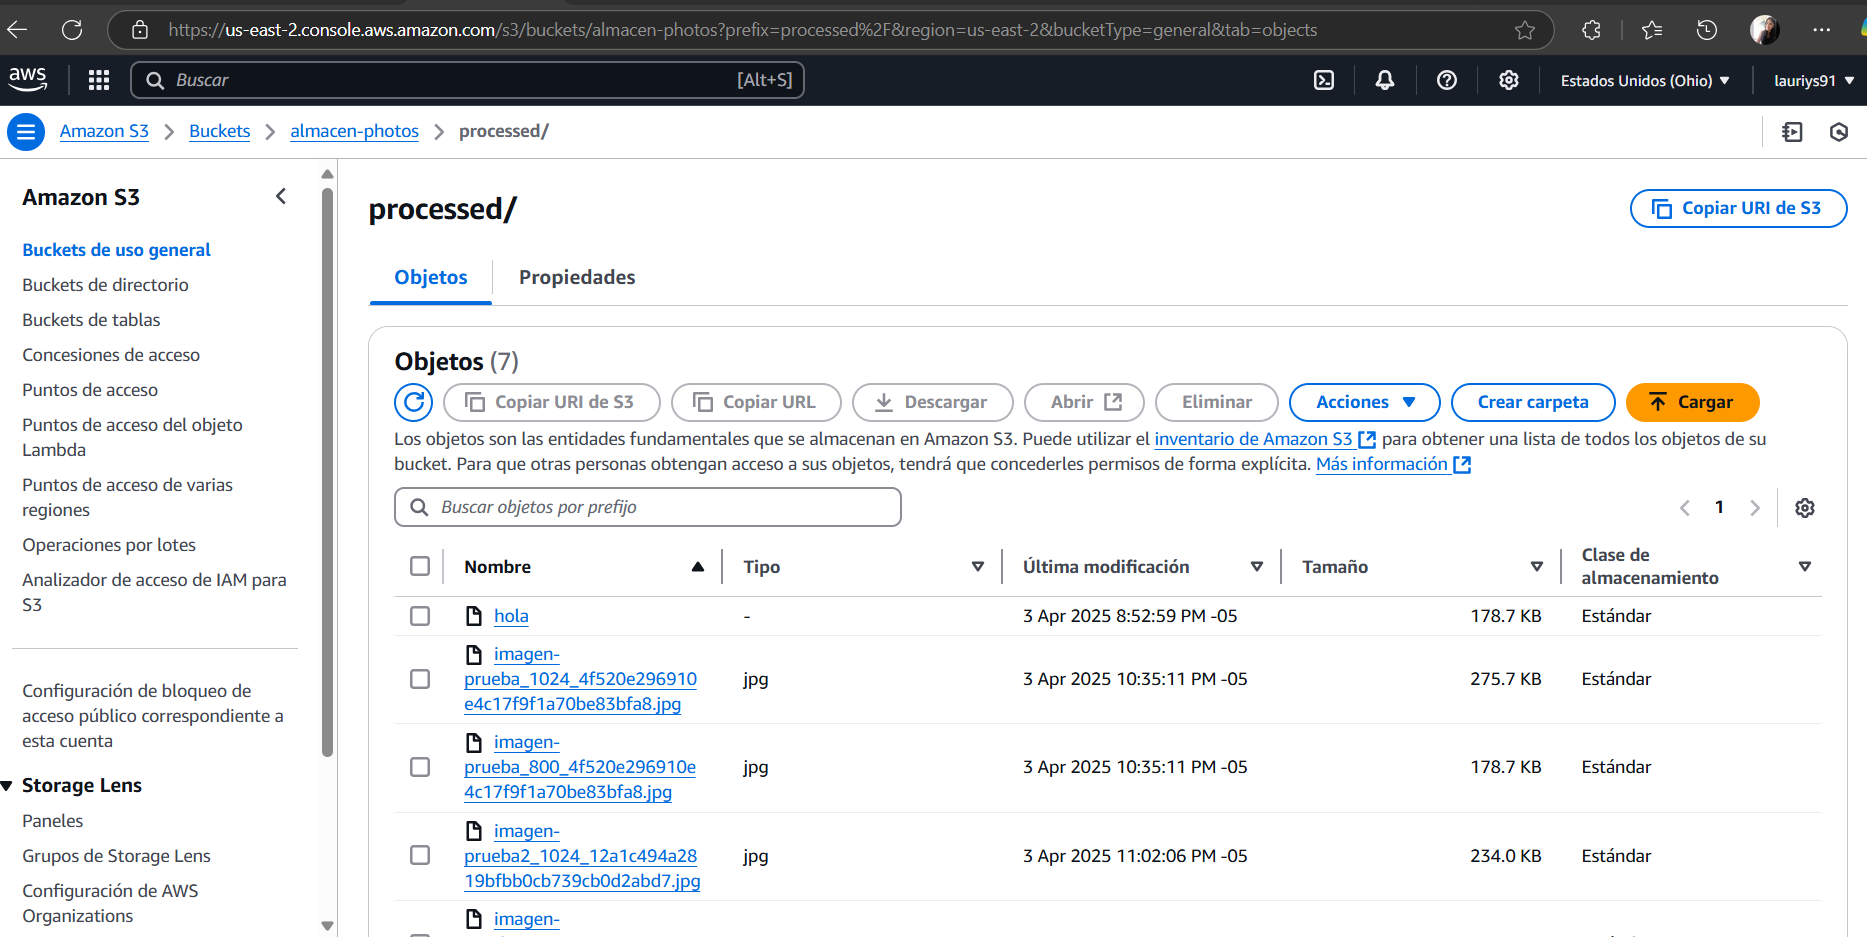 https://us-east-2.console.aws.amazon.com/s3/buckets/almacen-photos?prefix=processed%2F&region=us-east-2&bucketType=general&tab=objects
aws
Buscar [Alt+S]
Estados Unidos (Ohio)
lauriys91
Amazon S3 > Buckets > almacen-photos > processed/
Amazon S3
Buckets de uso general
Buckets de directorio
Buckets de tablas
Concesiones de acceso
Puntos de acceso
Puntos de acceso del objeto
Lambda
Puntos de acceso de varias
regiones
Operaciones por lotes
Analizador de acceso de IAM para
S3
Configuración de bloqueo de
acceso público correspondiente a
esta cuenta
Storage Lens
Paneles
Grupos de Storage Lens
Configuración de AWS
Organizations
processed/
Copiar URI de S3
Objetos
Propiedades
Objetos (7)
Copiar URI de S3
Copiar URL
Descargar
Abrir
Eliminar
Acciones
Crear carpeta
Cargar
Los objetos son las entidades fundamentales que se almacenan en Amazon S3. Puede utilizar el inventario de Amazon S3 para obtener una lista de todos los objetos de su
bucket. Para que otras personas obtengan acceso a sus objetos, tendrá que concederles permisos de forma explícita. Más información
Buscar objetos por prefijo
1
Nombre
Tipo
Última modificación
Tamaño
Clase de
almacenamiento
hola
-
3 Apr 2025 8:52:59 PM -05
178.7 KB
Estándar
imagen-
prueba_1024_4f520e296910
e4c17f9f1a70be83bfa8.jpg
jpg
3 Apr 2025 10:35:11 PM -05
275.7 KB
Estándar
imagen-
prueba_800_4f520e296910e
4c17f9f1a70be83bfa8.jpg
jpg
3 Apr 2025 10:35:11 PM -05
178.7 KB
Estándar
imagen-
prueba2_1024_12a1c494a28
19bfbb0cb739cb0d2abd7.jpg
jpg
3 Apr 2025 11:02:06 PM -05
234.0 KB
Estándar
imagen-